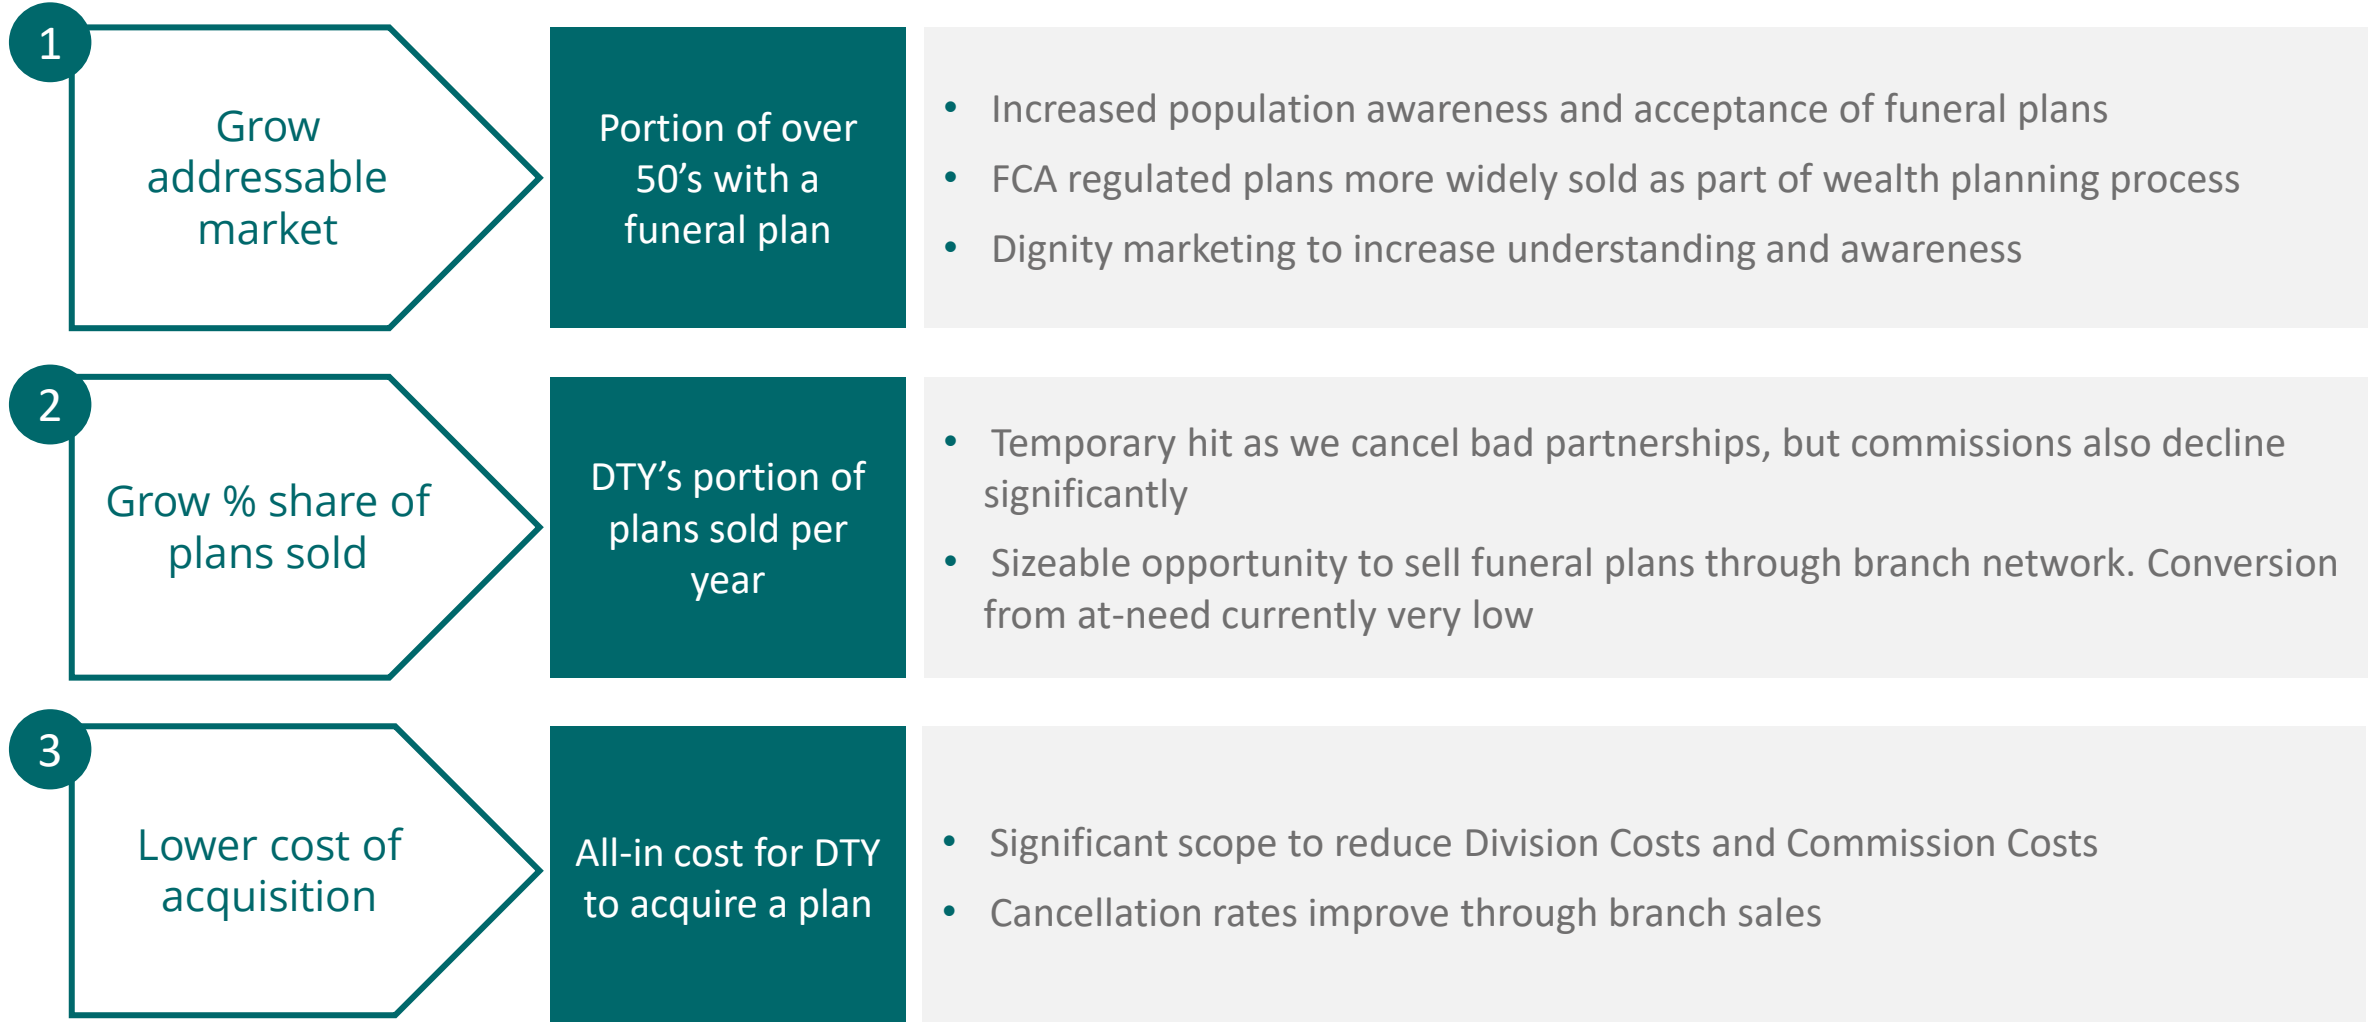 1
Grow
addressable
market
Portion of over
50’s with a
funeral plan
• Increased population awareness and acceptance of funeral plans
• FCA regulated plans more widely sold as part of wealth planning process
• Dignity marketing to increase understanding and awareness
2
Grow % share of
plans sold
DTY’s portion of
plans sold per
year
• Temporary hit as we cancel bad partnerships, but commissions also decline
significantly
• Sizeable opportunity to sell funeral plans through branch network. Conversion
from at-need currently very low
3
Lower cost of
acquisition
All-in cost for DTY
to acquire a plan
• Significant scope to reduce Division Costs and Commission Costs
• Cancellation rates improve through branch sales